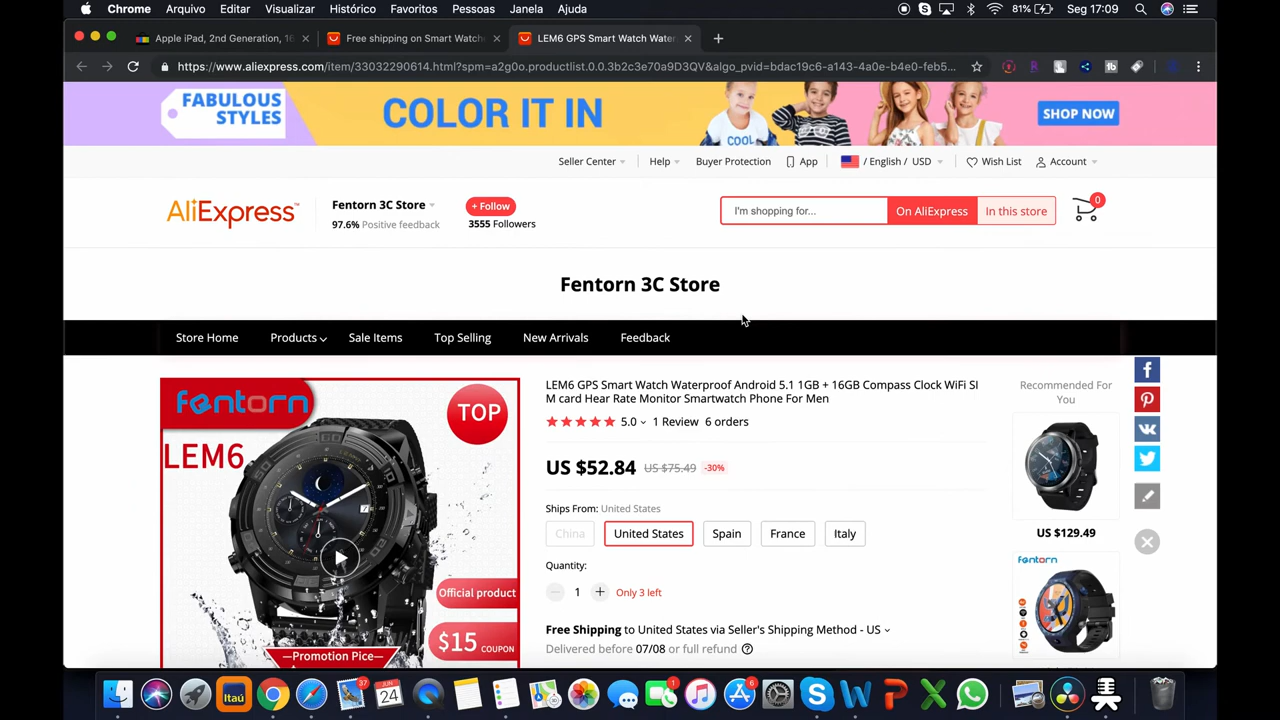 Chrome Arquivo Editar Visualizar Histórico Favoritos Pessoas Janela Ajuda 81% Seg 17:09
Apple iPad, 2nd Generation, 16
Free shipping on Smart Watch
LEM6 GPS Smart Watch Water
https://www.aliexpress.com/item/33032290614.html?spm=a2g0o.productlist.0.0.3b2c3e70a9D3QV&algo_pvid=bdac19c6-a143-4a0e-b4e0-feb5...
FABULOUS
STYLES
COLOR IT IN
COOL
SHOP NOW
Seller Center Help Buyer Protection App / English / USD Wish List Account
AliExpress™
Fentorn 3C Store
97.6% Positive feedback
+ Follow
3555 Followers
I'm shopping for...
On AliExpress
In this store
0
Fentorn 3C Store
Store Home Products Sale Items Top Selling New Arrivals Feedback
fentorn
TOP
LEM6
Official product
$15 COUPON
—Promotion Pice—
LEM6 GPS Smart Watch Waterproof Android 5.1 1GB + 16GB Compass Clock WiFi SI
M card Hear Rate Monitor Smartwatch Phone For Men
5.0 1 Review 6 orders
US $52.84 US $75.49 -30%
Ships From: United States
China United States Spain France Italy
Quantity:
1 Only 3 left
Free Shipping to United States via Seller's Shipping Method - US
Delivered before 07/08 or full refund
Recommended For
You
US $129.49
fentorn
Itaú
37
JUN
24
1
6